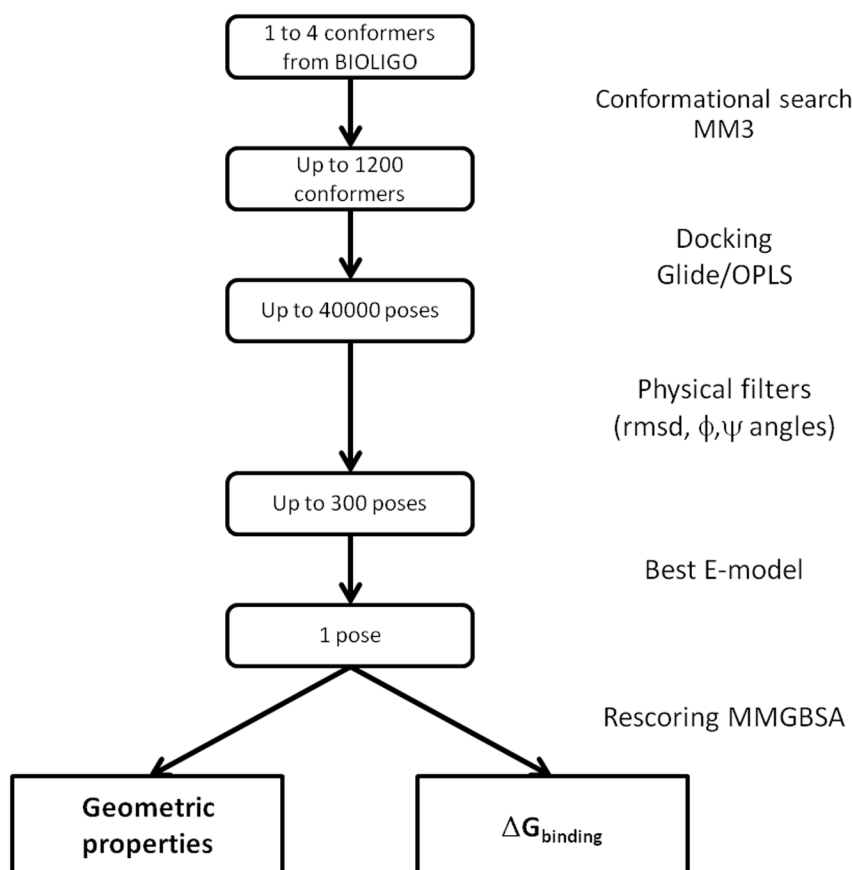 1 to 4 conformers
from BIOLIGO
Conformational search
MM3
Up to 1200
conformers
Docking
Glide/OPLS
Up to 40000 poses
Physical filters
(rmsd, ϕ,ψ angles)
Up to 300 poses
Best E-model
1 pose
Rescoring MMGBSA
Geometric
properties
ΔGbinding